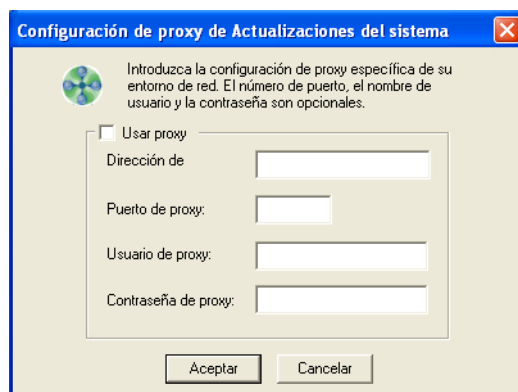 Configuración de proxy de Actualizaciones del sistema
Introduzca la configuración de proxy específica de su
entorno de red. El número de puerto, el nombre de
usuario y la contraseña son opcionales.
Usar proxy
Dirección de
Puerto de proxy:
Usuario de proxy:
Contraseña de proxy:
Aceptar
Cancelar